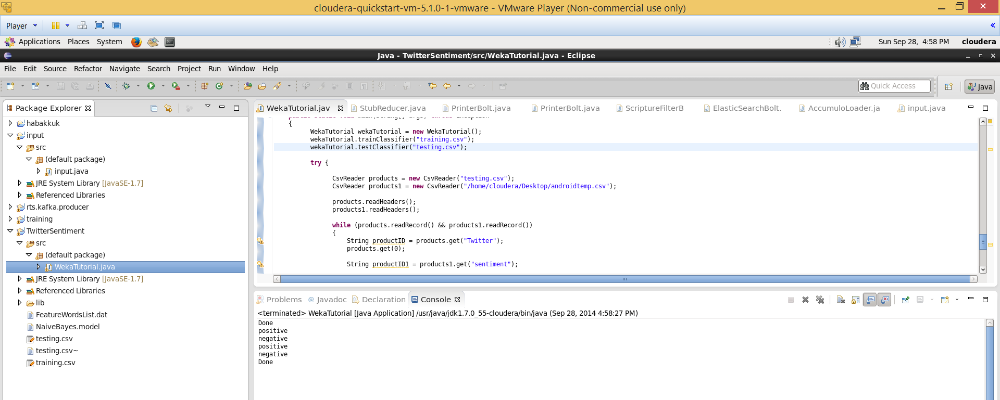 cloudera-quickstart-vm-5.1.0-1-vmware - VMware Player (Non-commercial use only)
Player
Applications Places System
Sun Sep 28, 4:58 PM cloudera
Java - TwitterSentiment/src/WekaTutorial.java - Eclipse
File Edit Source Refactor Navigate Search Project Run Window Help
Quick Access
Java
Package Explorer
habakkuk
input
src
(default package)
input.java
JRE System Library [JavaSE-1.7]
Referenced Libraries
rts.kafka.producer
training
TwitterSentiment
src
(default package)
WekaTutorial.java
JRE System Library [JavaSE-1.7]
Referenced Libraries
lib
FeatureWordsList.dat
NaiveBayes.model
testing.csv
testing.csv~
training.csv
WekaTutorial.jav StubReducer.java PrinterBolt.java PrinterBolt.java ScriptureFilterB ElasticSearchBolt. AccumuloLoader.ja input.java
public static void main(String[] args) throws Exception
{
WekaTutorial wekaTutorial = new WekaTutorial();
wekaTutorial.trainClassifier("training.csv");
wekaTutorial.testClassifier("testing.csv");
try {
CsvReader products = new CsvReader("testing.csv");
CsvReader products1 = new CsvReader("/home/cloudera/Desktop/androidtemp.csv");
products.readHeaders();
products1.readHeaders();
while (products.readRecord() && products1.readRecord())
{
String productID = products.get("Twitter");
products.get(0);
String productID1 = products1.get("sentiment");
Problems @ Javadoc Declaration Console
<terminated> WekaTutorial [Java Application] /usr/java/jdk1.7.0_55-cloudera/bin/java (Sep 28, 2014 4:58:27 PM)
Done
positive
negative
positive
negative
Done